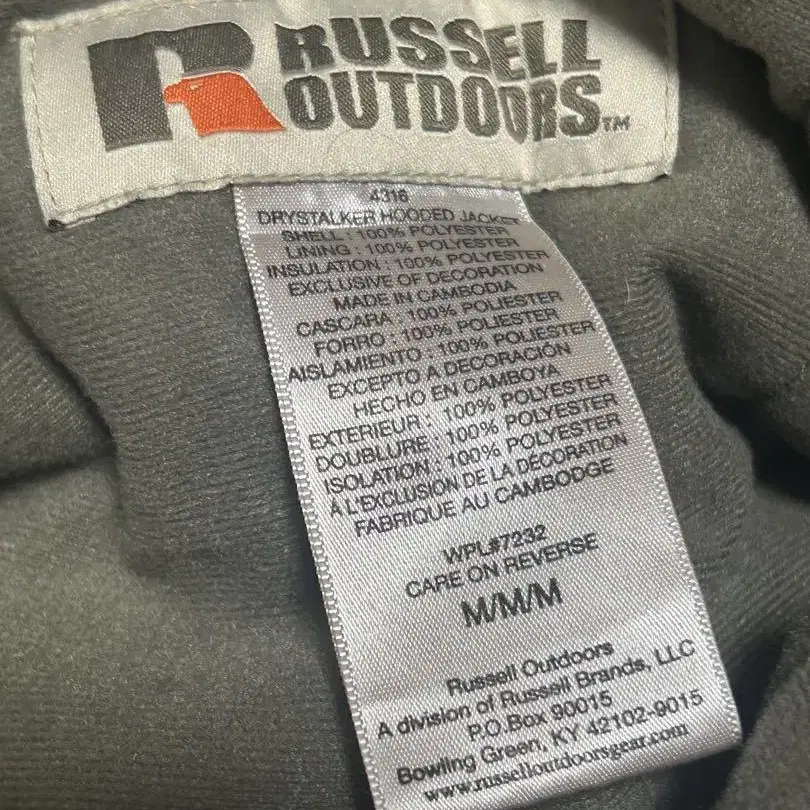 RUSSELL
OUTDOORS™
4316
DRYSTALKER HOODED JACKET
SHELL : 100% POLYESTER
LINING : 100% POLYESTER
INSULATION : 100% POLYESTER
EXCLUSIVE OF DECORATION
MADE IN CAMBODIA
CASCARA : 100% POLIESTER
FORRO : 100% POLIESTER
AISLAMIENTO : 100% POLIESTER
EXCEPTO A DECORACIÓN
HECHO EN CAMBOYA
EXTERIEUR : 100% POLYESTER
DOUBLURE : 100% POLYESTER
ISOLATION : 100% POLYESTER
À L'EXCLUSION DE LA DÉCORATION
FABRIQUE AU CAMBODGE
WPL#7232
CARE ON REVERSE
M/M/M
Russell Outdoors
A division of Russell Brands, LLC
P.O.Box 90015
Bowling Green, KY 42102-9015
www.russelloutdoorsgear.com